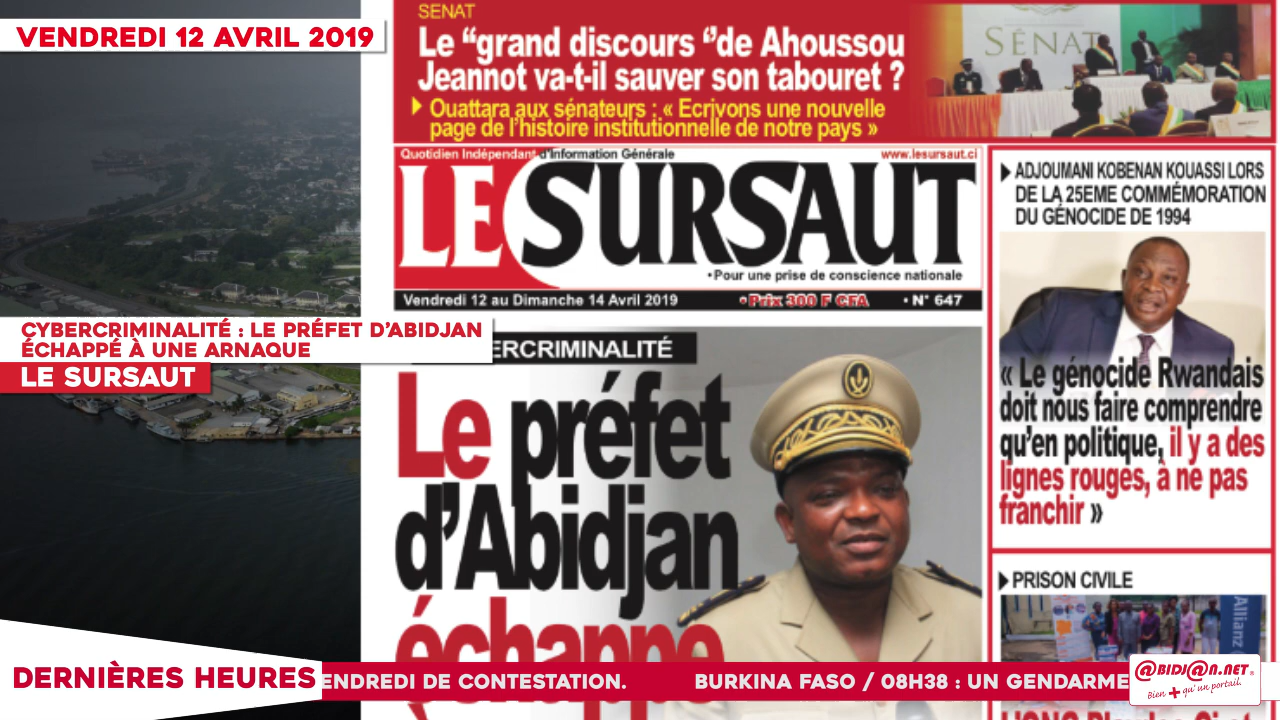 VENDREDI 12 AVRIL 2019
SENAT
Le “grand discours ‘’de Ahoussou
Jeannot va-t-il sauver son tabouret ?
Ouattara aux sénateurs : « Ecrivons une nouvelle
page de l’histoire institutionnelle de notre pays »
SÉNAT
Quotidien Indépendant d’Information Générale
www.lesursaut.ci
LE SURSAUT
•Pour une prise de conscience nationale
Vendredi 12 au Dimanche 14 Avril 2019 •Prix 300 F CFA •N° 647
ADJOUMANI KOBENAN KOUASSI LORS
DE LA 25EME COMMÉMORATION
DU GÉNOCIDE DE 1994
« Le génocide Rwandais
doit nous faire comprendre
qu’en politique, il y a des
lignes rouges, à ne pas
franchir »
PRISON CIVILE
Allianz
CYBERCRIMINALITÉ : LE PRÉFET D’ABIDJAN
ÉCHAPPÉ À UNE ARNAQUE
LE SURSAUT
ERCRIMINALITÉ
Le préfet
d’Abidjan
échappe
DERNIÈRES HEURES
ENDREDI DE CONTESTATION. BURKINA FASO / 08H38 : UN GENDARME
@BIDJ@N.NET
Bien + qu’un portail.